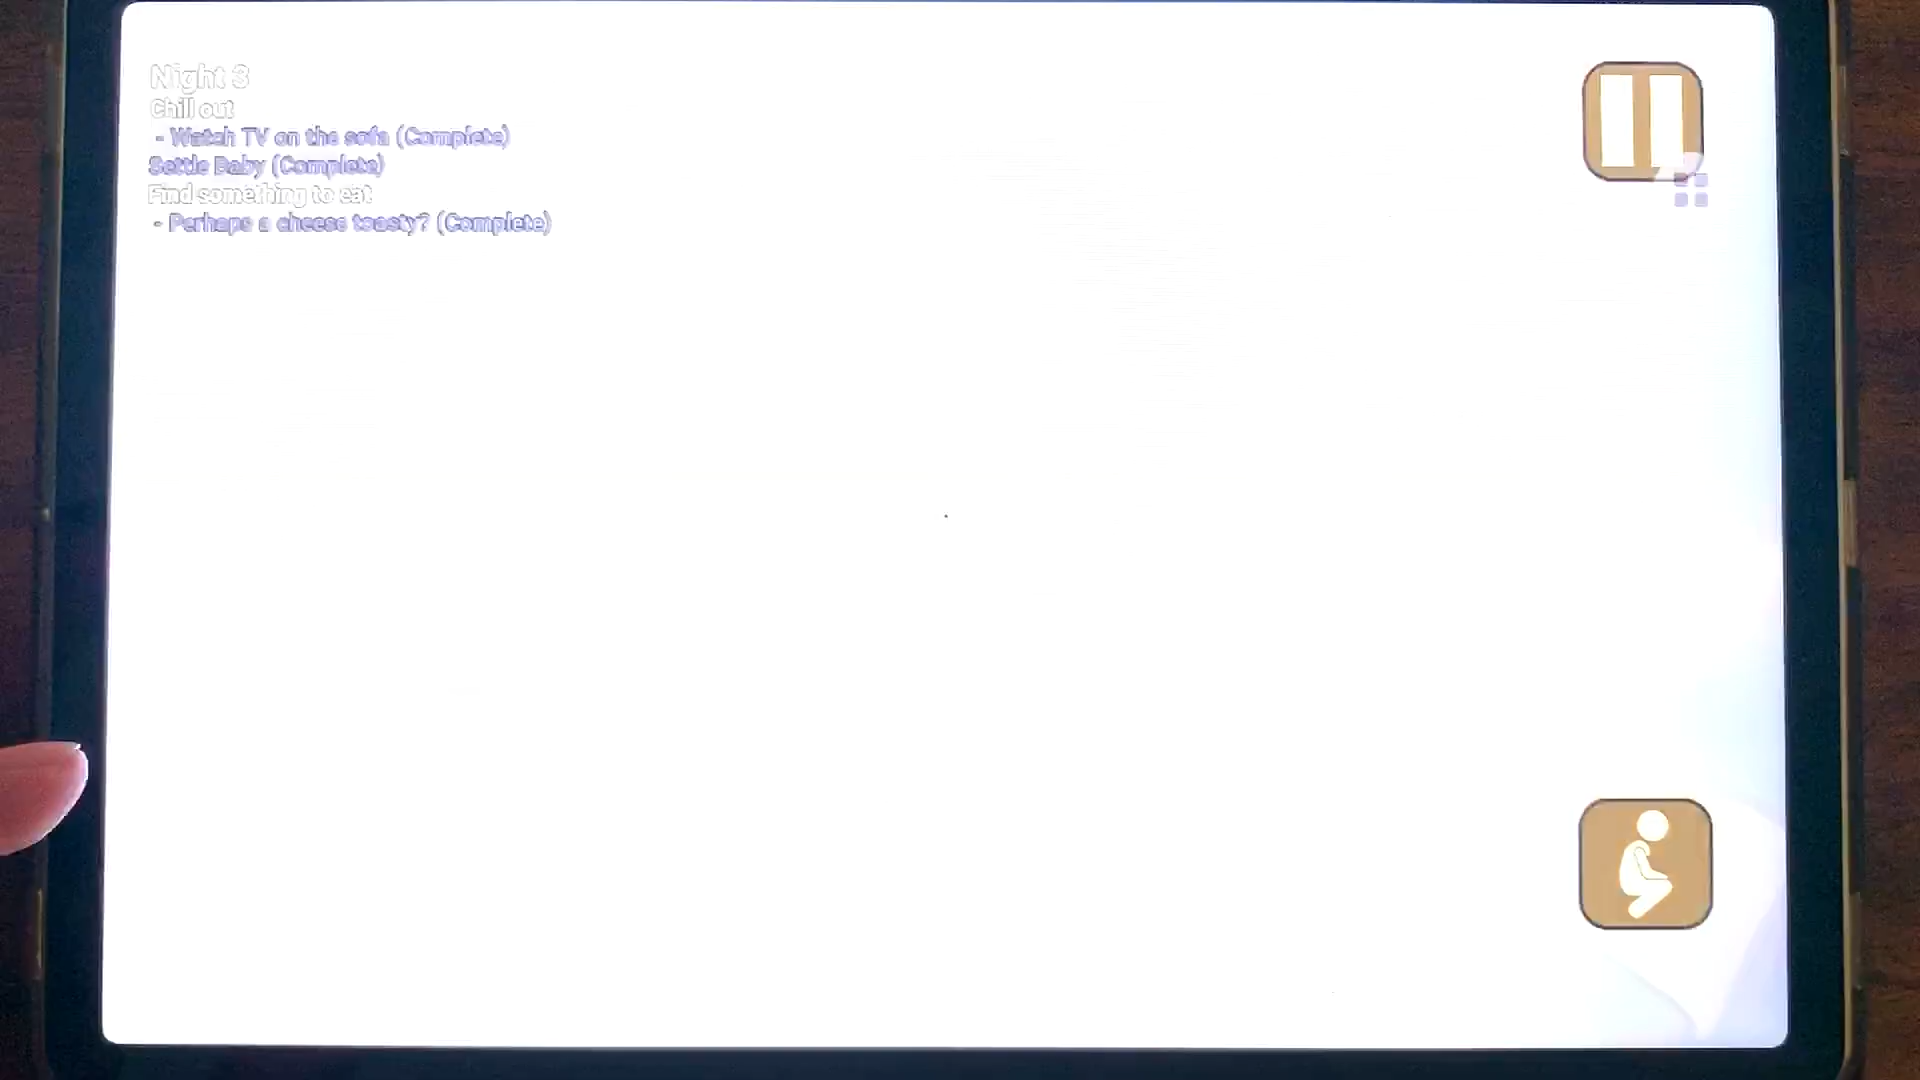 Night 3
Chill out
- Watch TV on the sofa (Complete)
Settle Baby (Complete)
Find something to eat
- Perhaps a cheese toasty? (Complete)